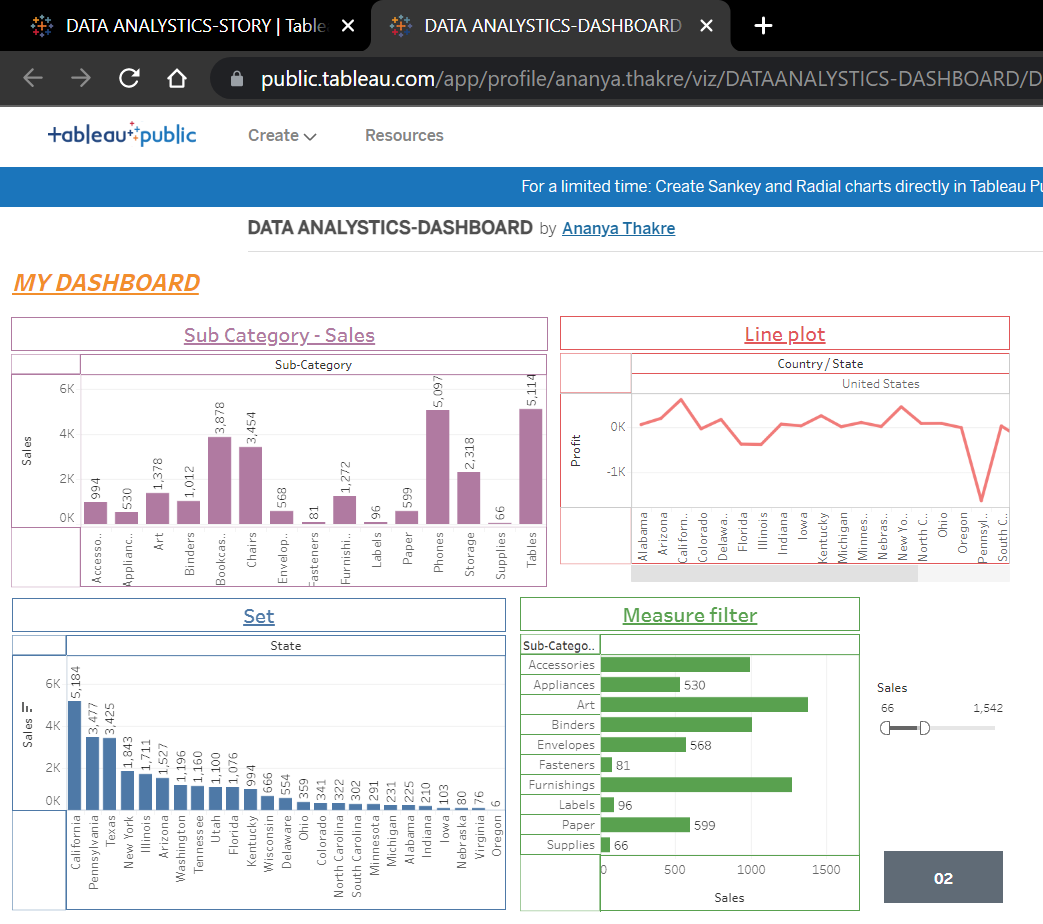 DATA ANALYSTICS-STORY | Table
DATA ANALYSTICS-DASHBOARD
public.tableau.com/app/profile/ananya.thakre/viz/DATAANALYSTICS-DASHBOARD/D
tableau public
Create
Resources
For a limited time: Create Sankey and Radial charts directly in Tableau Pu
DATA ANALYSTICS-DASHBOARD by Ananya Thakre
MY DASHBOARD
Sub Category - Sales
Sub-Category
Sales
6K
4K
2K
0K
994
530
1,378
1,012
3,878
3,454
568
81
1,272
96
599
5,097
2,318
66
5,114
Accesso..
Applianc..
Art
Binders
Bookcas..
Chairs
Envelop..
Fasteners
Furnishi..
Labels
Paper
Phones
Storage
Supplies
Tables
Line plot
Country / State
United States
Profit
0K
-1K
Alabama
Arizona
Californ..
Colorado
Delawa..
Florida
Illinois
Indiana
Iowa
Kentucky
Michigan
Minnes..
Nebras..
New Yo..
North C..
Ohio
Oregon
Pennsyl..
South C..
Set
State
Sales
6K
4K
2K
0K
5,184
3,477
3,425
1,843
1,711
1,527
1,196
1,160
1,100
1,076
994
666
554
359
341
322
302
291
231
225
210
103
80
76
6
California
Pennsylvania
Texas
New York
Illinois
Arizona
Washington
Tennessee
Utah
Florida
Kentucky
Wisconsin
Delaware
Ohio
Colorado
North Carolina
South Carolina
Minnesota
Michigan
Alabama
Indiana
Iowa
Nebraska
Virginia
Oregon
Measure filter
Sub-Catego..
Accessories
Appliances 530
Art
Binders
Envelopes 568
Fasteners 81
Furnishings
Labels 96
Paper 599
Supplies 66
0 500 1000 1500
Sales
Sales
66 1,542
02